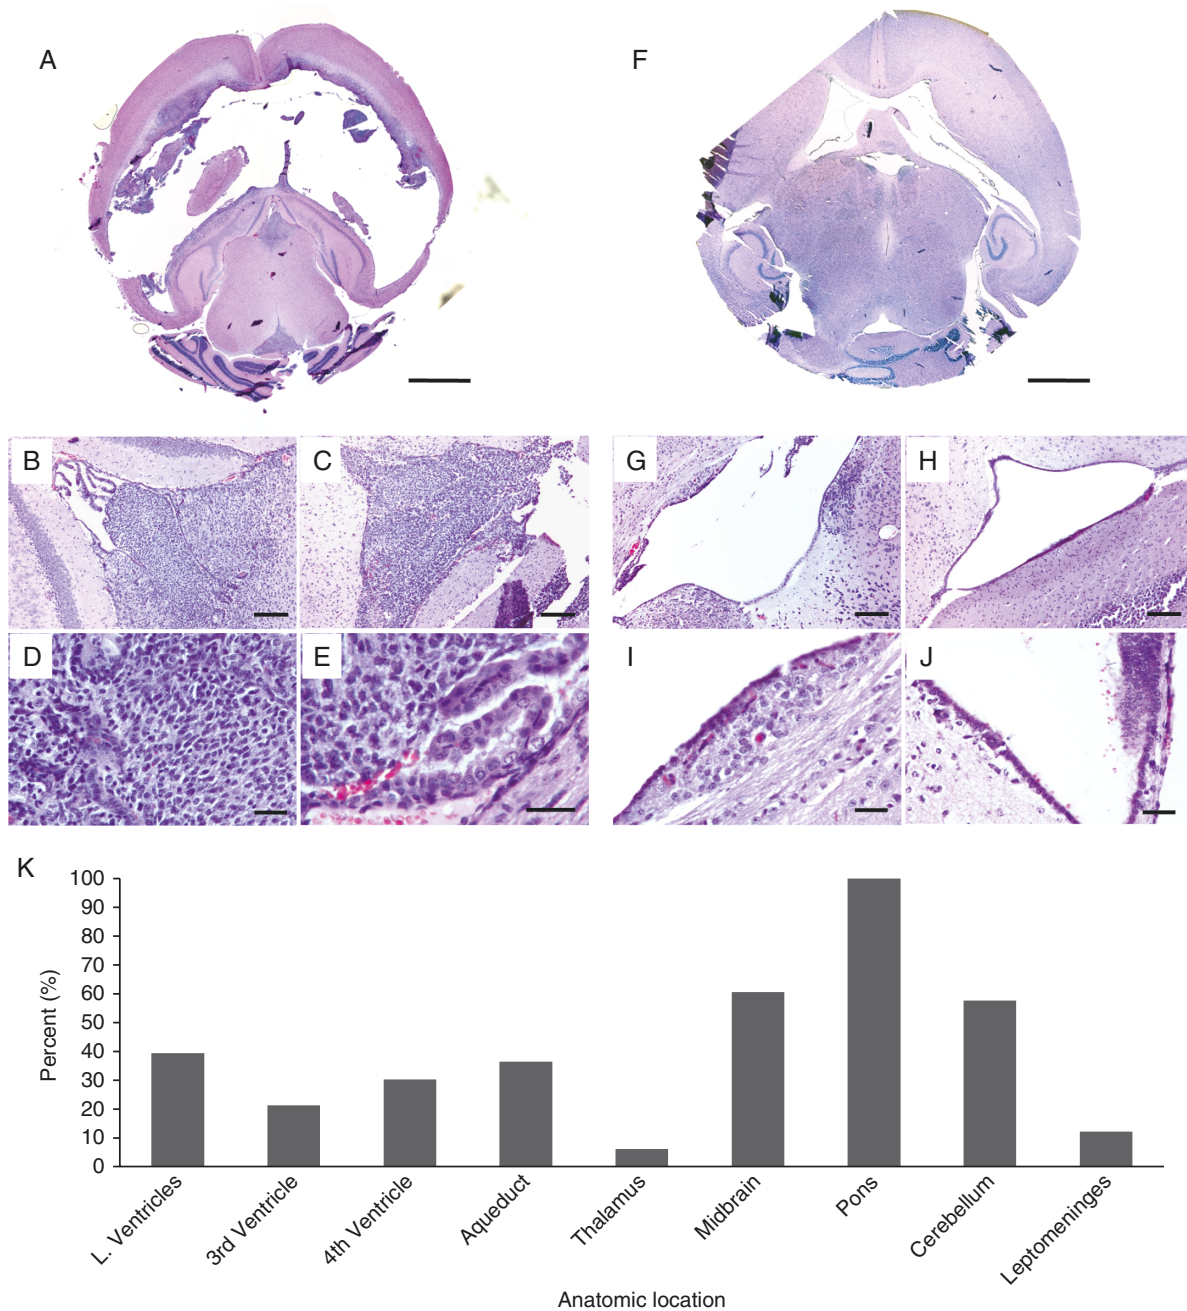 A
F
B
C
G
H
D
E
I
J
K
Percent (%)
100
90
80
70
60
50
40
30
20
10
0
L. Ventricles
3rd Ventricle
4th Ventricle
Aqueduct
Thalamus
Midbrain
Pons
Cerebellum
Leptomeninges
Anatomic location